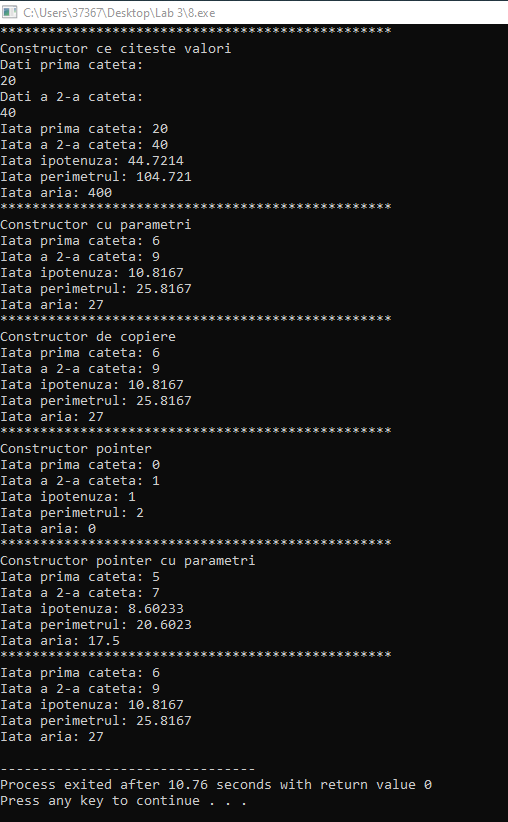 C:\Users\37367\Desktop\Lab 3\8.exe
*************************************************
Constructor ce citeste valori
Dati prima cateta:
20
Dati a 2-a cateta:
40
Iata prima cateta: 20
Iata a 2-a cateta: 40
Iata ipotenuza: 44.7214
Iata perimetrul: 104.721
Iata aria: 400
*************************************************
Constructor cu parametri
Iata prima cateta: 6
Iata a 2-a cateta: 9
Iata ipotenuza: 10.8167
Iata perimetrul: 25.8167
Iata aria: 27
*************************************************
Constructor de copiere
Iata prima cateta: 6
Iata a 2-a cateta: 9
Iata ipotenuza: 10.8167
Iata perimetrul: 25.8167
Iata aria: 27
*************************************************
Constructor pointer
Iata prima cateta: 0
Iata a 2-a cateta: 1
Iata ipotenuza: 1
Iata perimetrul: 2
Iata aria: 0
*************************************************
Constructor pointer cu parametri
Iata prima cateta: 5
Iata a 2-a cateta: 7
Iata ipotenuza: 8.60233
Iata perimetrul: 20.6023
Iata aria: 17.5
*************************************************
Iata prima cateta: 6
Iata a 2-a cateta: 9
Iata ipotenuza: 10.8167
Iata perimetrul: 25.8167
Iata aria: 27
--------------------------------
Process exited after 10.76 seconds with return value 0
Press any key to continue . . .